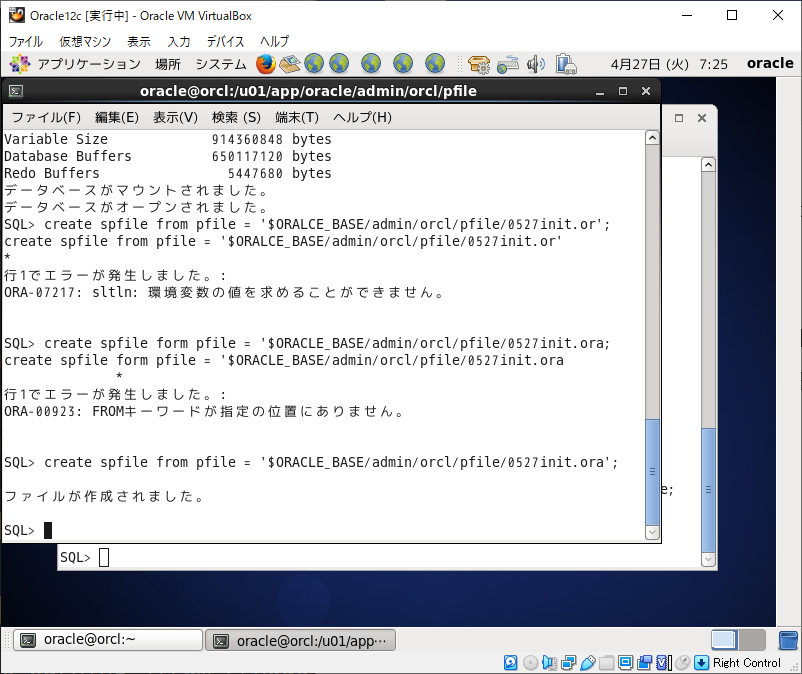 Oracle12c [実行中] - Oracle VM VirtualBox
ファイル 仮想マシン 表示 入力 デバイス ヘルプ
アプリケーション 場所 システム 4月27日 (火) 7:25 oracle
oracle@orcl:/u01/app/oracle/admin/orcl/pfile
ファイル(F) 編集(E) 表示(V) 検索 (S) 端末(T) ヘルプ(H)
Variable Size 914360848 bytes
Database Buffers 650117120 bytes
Redo Buffers 5447680 bytes
データベースがマウントされました。
データベースがオープンされました。
SQL> create spfile from pfile = '$ORALCE_BASE/admin/orcl/pfile/0527init.or';
create spfile from pfile = '$ORALCE_BASE/admin/orcl/pfile/0527init.or'
*
行1でエラーが発生しました。:
ORA-07217: sltln: 環境変数の値を求めることができません。
SQL> create spfile form pfile = '$ORACLE_BASE/admin/orcl/pfile/0527init.ora;
create spfile form pfile = '$ORACLE_BASE/admin/orcl/pfile/0527init.ora
*
行1でエラーが発生しました。:
ORA-00923: FROMキーワードが指定の位置にありません。
SQL> create spfile from pfile = '$ORACLE_BASE/admin/orcl/pfile/0527init.ora';
ファイルが作成されました。
SQL>
e;
SQL>
oracle@orcl:~ oracle@orcl:/u01/app…
Right Control